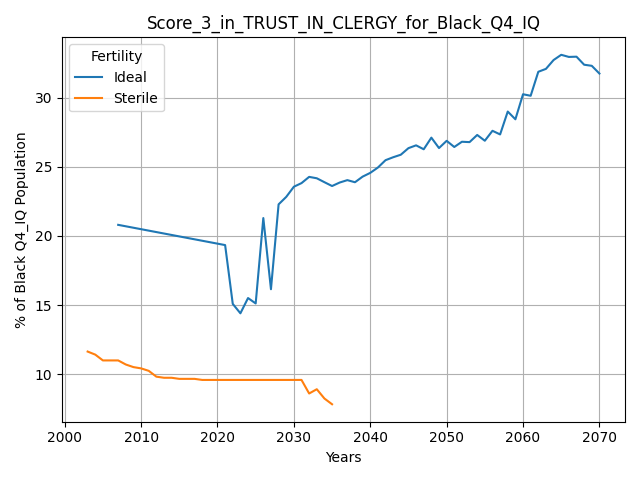 Score_3_in_TRUST_IN_CLERGY_for_Black_Q4_IQ
Fertility
Ideal
Sterile
% of Black Q4_IQ Population
30
25
20
15
10
2000 2010 2020 2030 2040 2050 2060 2070
Years